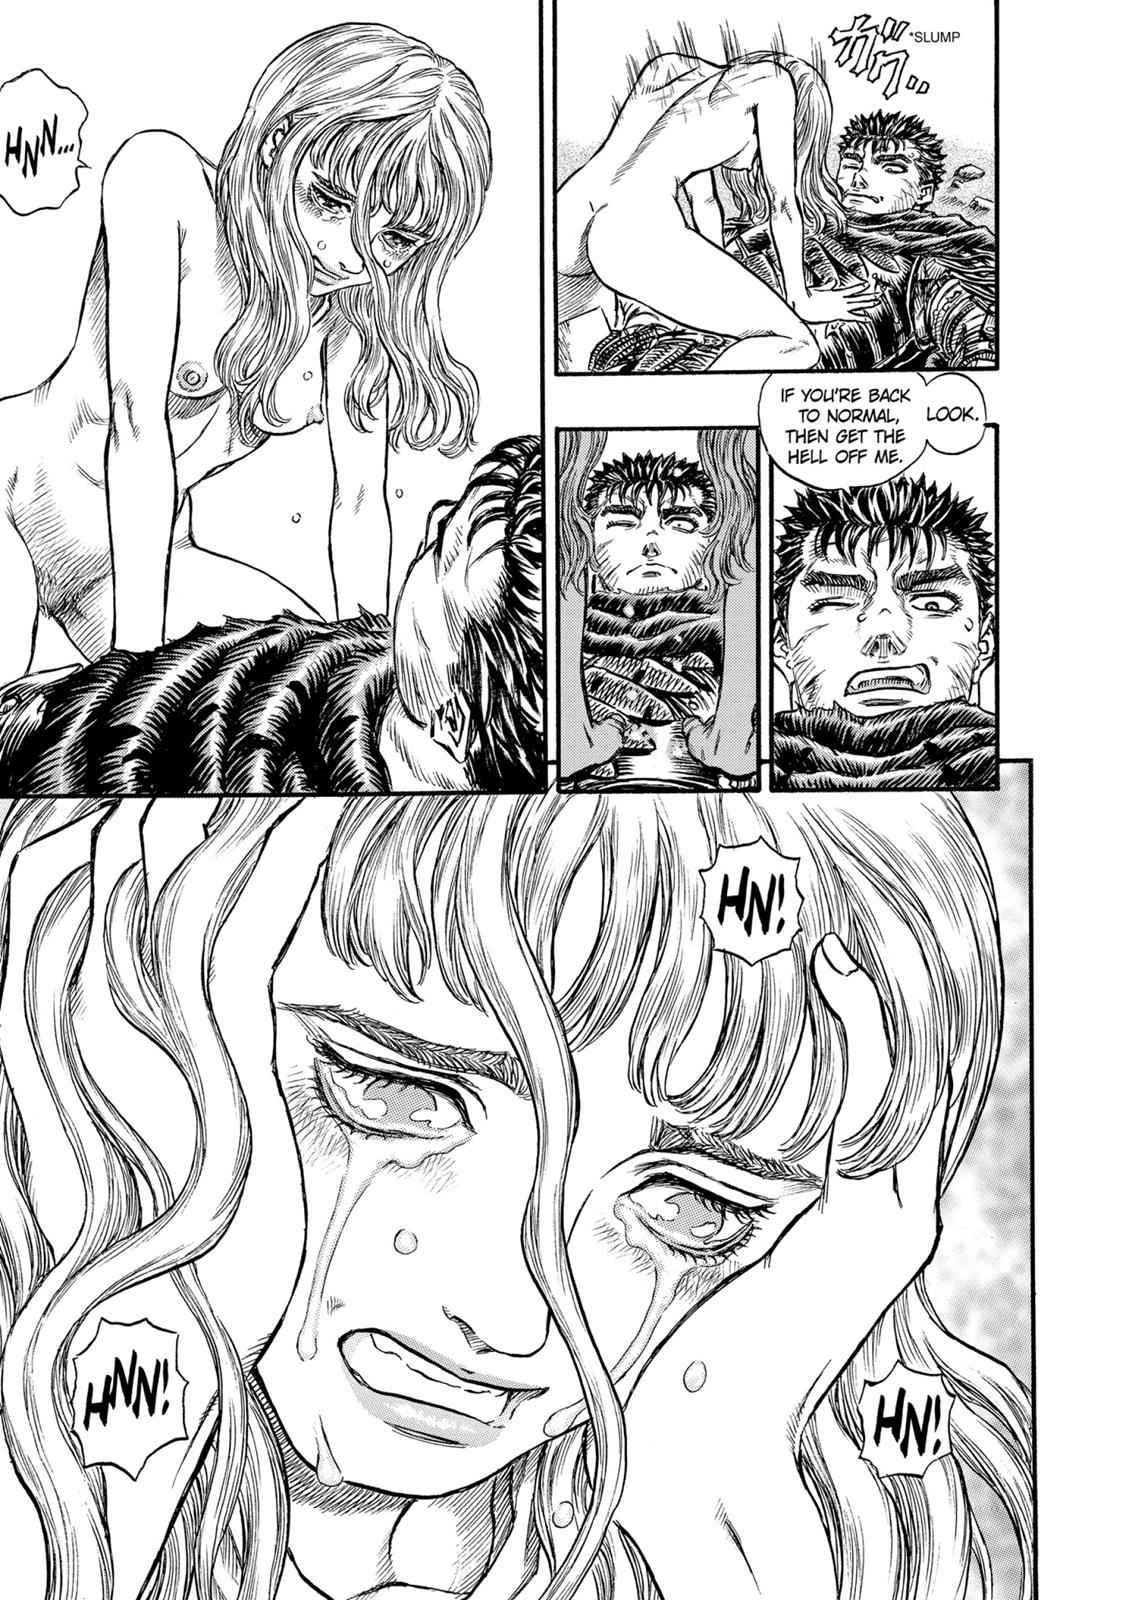 ガクッ‥
*SLUMP
LOOK.
IF YOU'RE BACK
TO NORMAL,
THEN GET THE
HELL OFF ME.
HNN...
HN!
HN!
HNN!